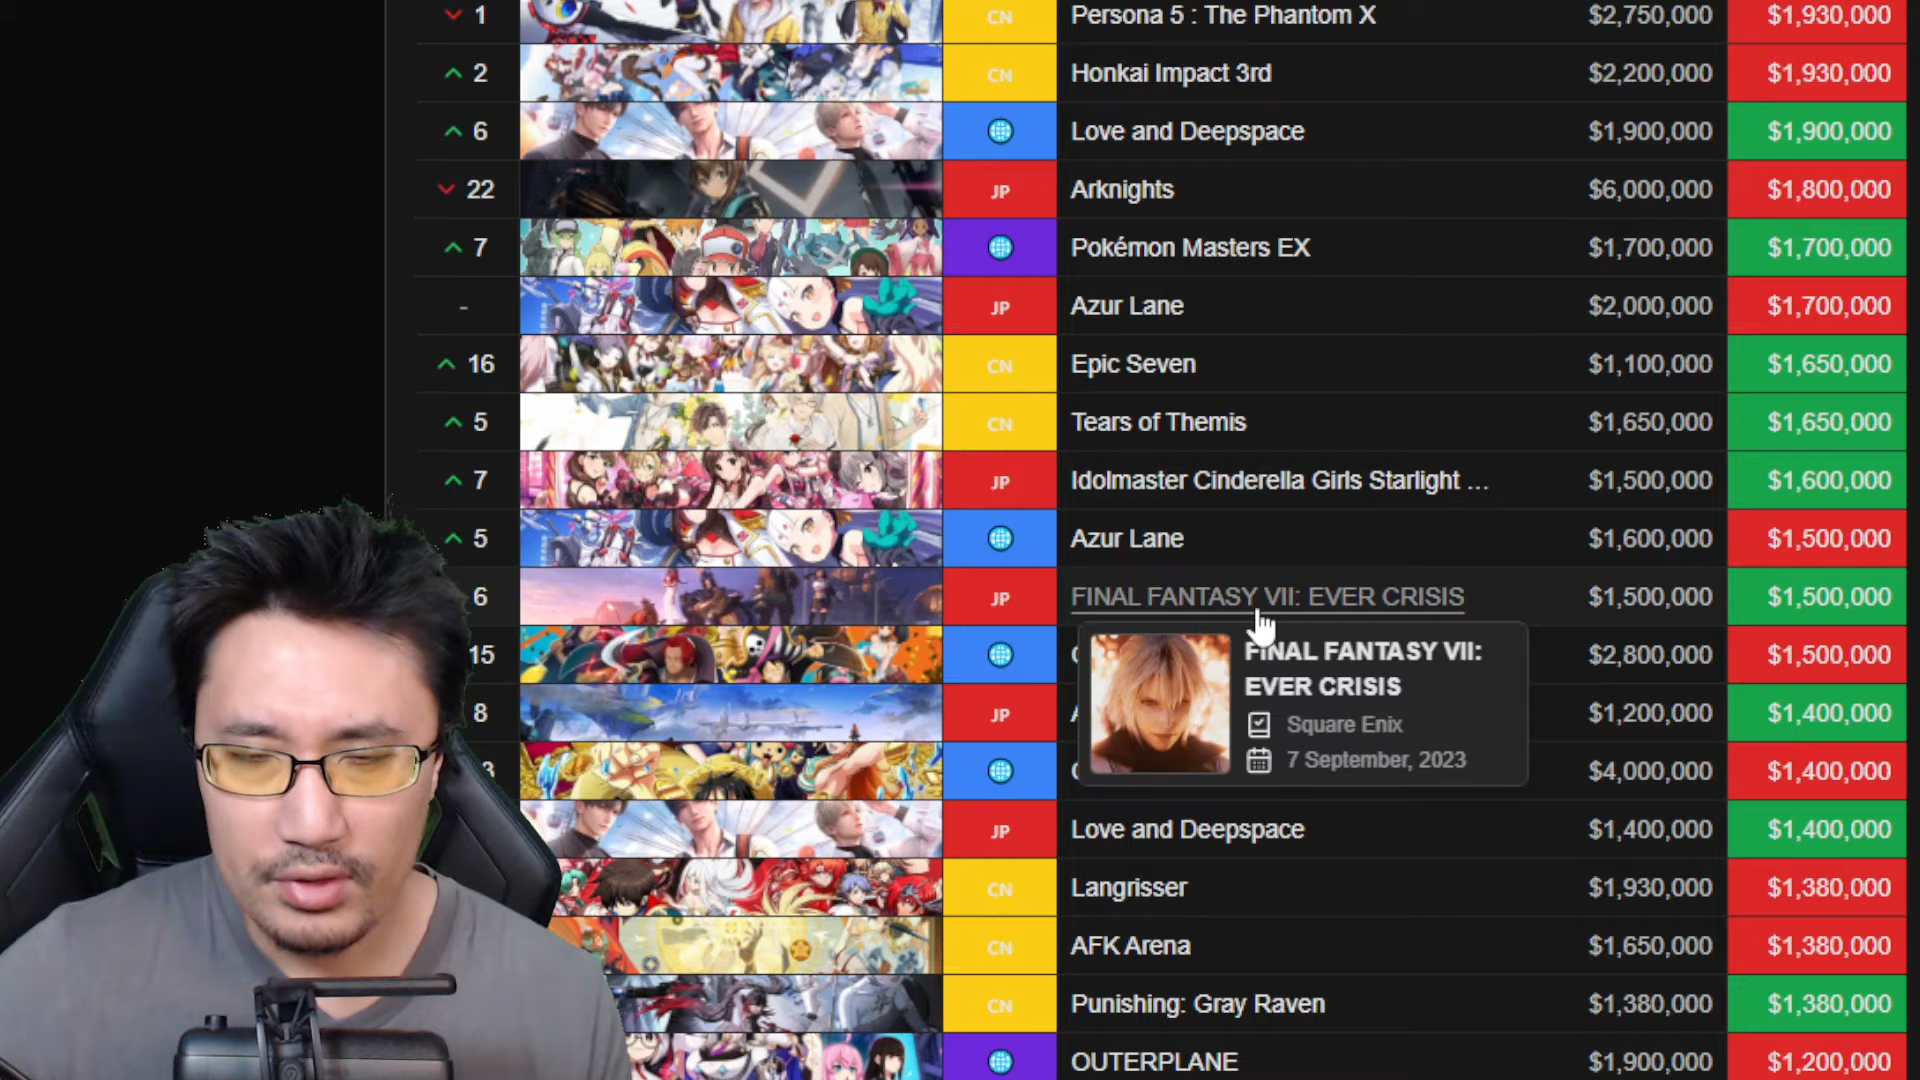 1 CN Persona 5 : The Phantom X $2,750,000 $1,930,000
2 CN Honkai Impact 3rd $2,200,000 $1,930,000
6 Love and Deepspace $1,900,000 $1,900,000
22 JP Arknights $6,000,000 $1,800,000
7 Pokémon Masters EX $1,700,000 $1,700,000
- JP Azur Lane $2,000,000 $1,700,000
16 CN Epic Seven $1,100,000 $1,650,000
5 CN Tears of Themis $1,650,000 $1,650,000
7 JP Idolmaster Cinderella Girls Starlight ... $1,500,000 $1,600,000
5 Azur Lane $1,600,000 $1,500,000
6 JP FINAL FANTASY VII: EVER CRISIS $1,500,000 $1,500,000
15 $2,800,000 $1,500,000
8 JP $1,200,000 $1,400,000
3 $4,000,000 $1,400,000
FINAL FANTASY VII:
EVER CRISIS
Square Enix
7 September, 2023
JP Love and Deepspace $1,400,000 $1,400,000
CN Langrisser $1,930,000 $1,380,000
CN AFK Arena $1,650,000 $1,380,000
CN Punishing: Gray Raven $1,380,000 $1,380,000
OUTERPLANE $1,900,000 $1,200,000